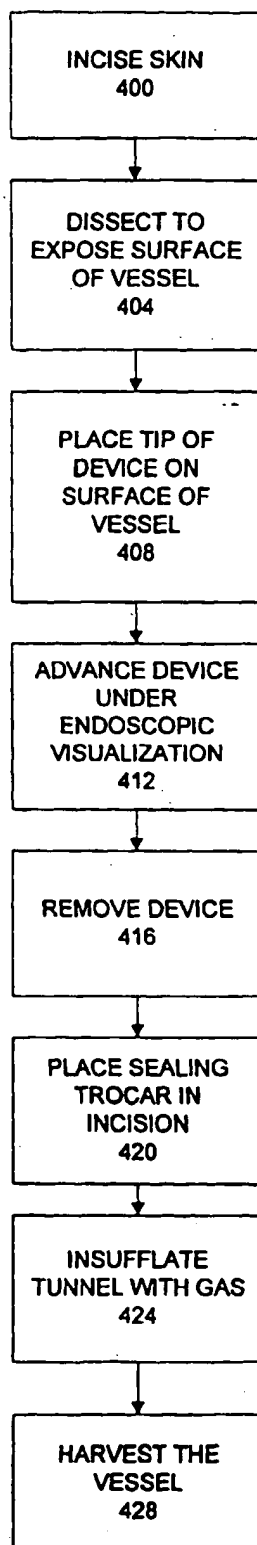 INCISE SKIN
400
DISSECT TO
EXPOSE SURFACE
OF VESSEL
404
PLACE TIP OF
DEVICE ON
SURFACE OF
VESSEL
408
ADVANCE DEVICE
UNDER
ENDOSCOPIC
VISUALIZATION
412
REMOVE DEVICE
416
PLACE SEALING
TROCAR IN
INCISION
420
INSUFFLATE
TUNNEL WITH GAS
424
HARVEST THE
VESSEL
428